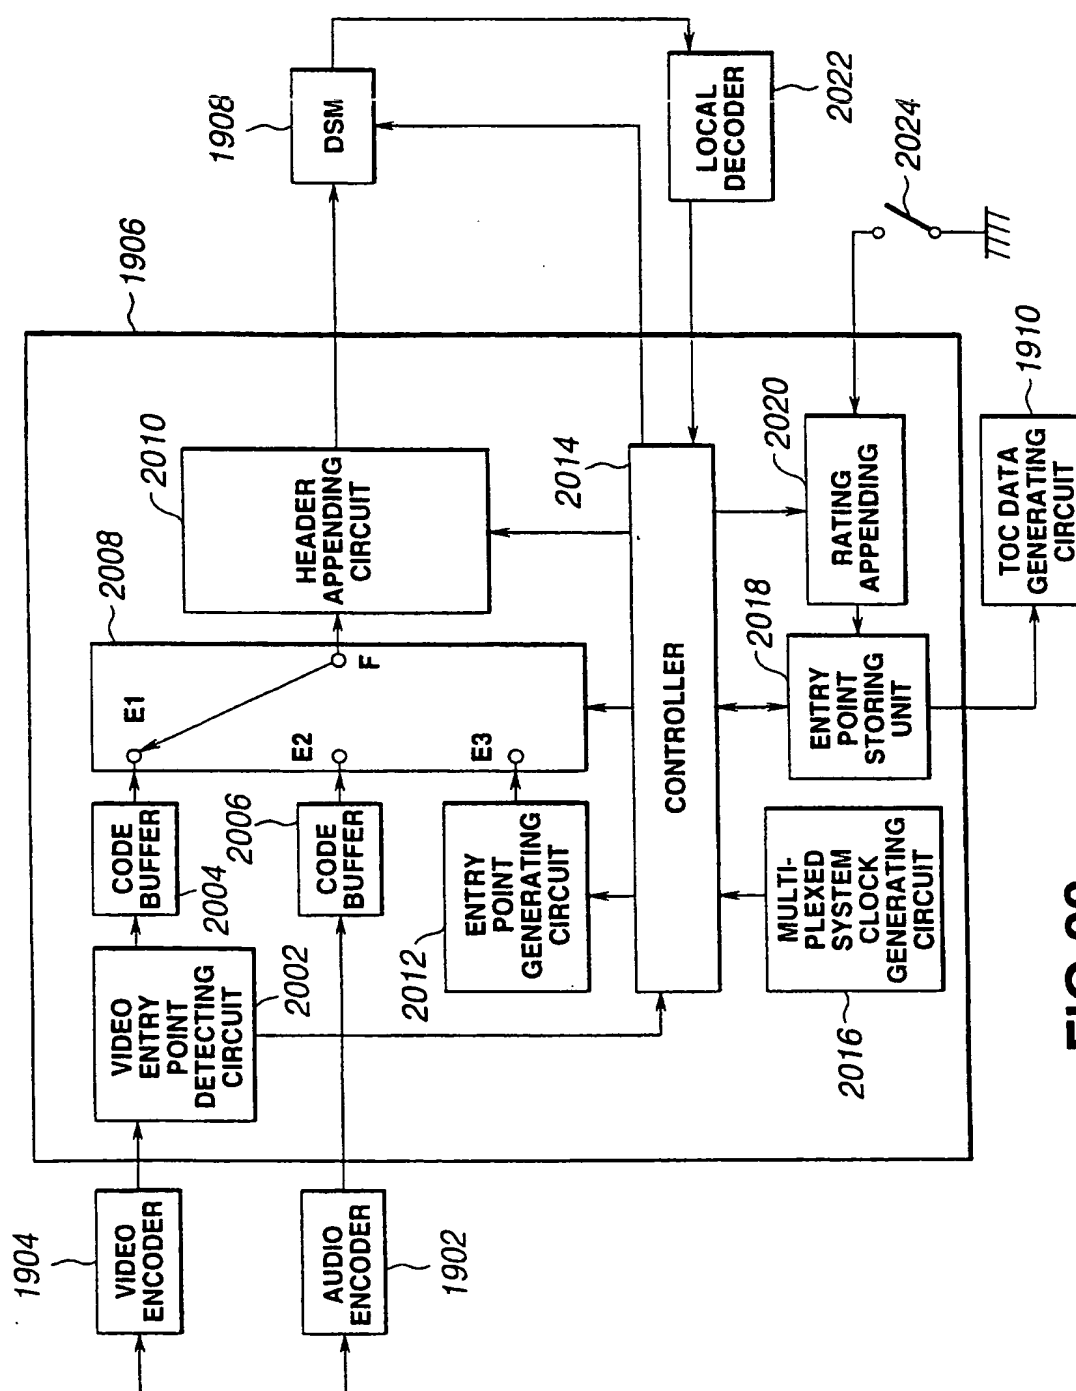 1904
VIDEO
ENCODER
VIDEO
ENTRY
POINT
DETECTING
CIRCUIT
2002
CODE
BUFFER
2004
E1
2008
1906
1902
AUDIO
ENCODER
CODE
BUFFER
2006
E2
F
HEADER
APPENDING
CIRCUIT
2010
1908
DSM
2012
ENTRY
POINT
GENERATING
CIRCUIT
E3
CONTROLLER
2014
LOCAL
DECODER
2022
2016
MULTI-
PLEXED
SYSTEM
CLOCK
GENERATING
CIRCUIT
ENTRY
POINT
STORING
UNIT
2018
RATING
APPENDING
2020
2024
TOC DATA
GENERATING
CIRCUIT
1910
FIG